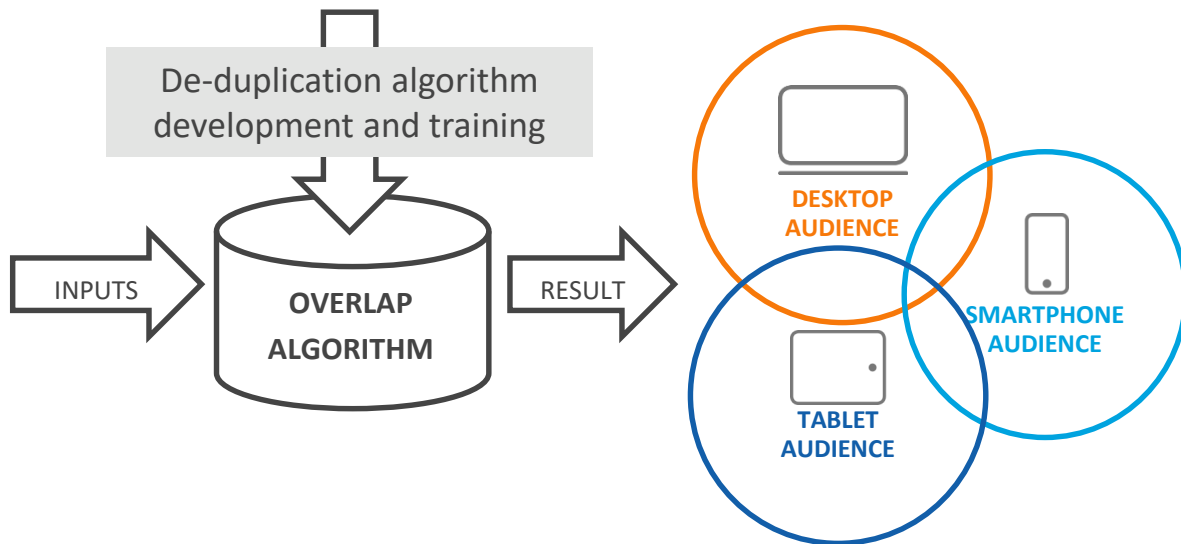 De-duplication algorithm
development and training
INPUTS
OVERLAP
ALGORITHM
RESULT
DESKTOP
AUDIENCE
SMARTPHONE
AUDIENCE
TABLET
AUDIENCE